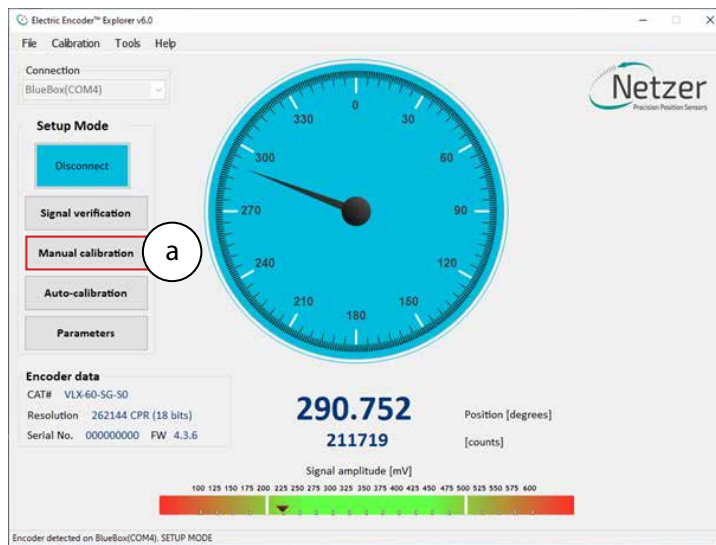 Electric Encoder™ Explorer v6.0
File Calibration Tools Help
Connection
BlueBox(COM4)
Netzer
Precision Position Sensors
Setup Mode
Disconnect
Signal verification
Manual calibration
a
Auto-calibration
Parameters
0
30
60
90
120
150
180
210
240
270
300
330
Encoder data
CAT# VLX-60-SG-S0
Resolution 262144 CPR (18 bits)
Serial No. 000000000 FW 4.3.6
290.752 Position [degrees]
211719 [counts]
Signal amplitude [mV]
100 125 150 175 200 225 250 275 300 325 350 375 400 425 450 475 500 525 550 575 600
Encoder detected on BlueBox(COM4). SETUP MODE